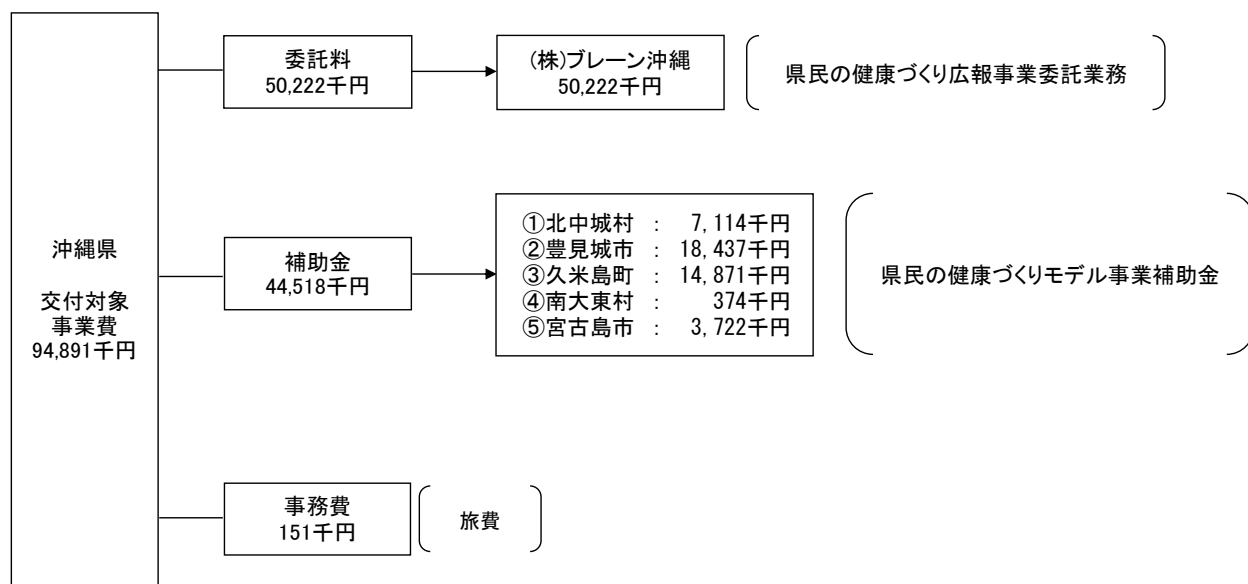 沖縄県
交付対象
事業費
94,891千円
委託料
50,222千円
(株)ブレーン沖縄
50,222千円
県民の健康づくり広報事業委託業務
補助金
44,518千円
①北中城村 : 7,114千円
②豊見城市 : 18,437千円
③久米島町 : 14,871千円
④南大東村 : 374千円
⑤宮古島市 : 3,722千円
県民の健康づくりモデル事業補助金
事務費
151千円
旅費